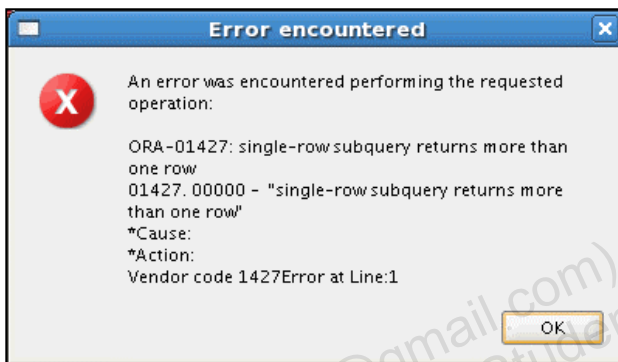 Error encountered
An error was encountered performing the requested
operation:
ORA-01427: single-row subquery returns more than
one row
01427. 00000 - "single-row subquery returns more
than one row"
*Cause:
*Action:
Vendor code 1427Error at Line:1
OK
@gmail.com)